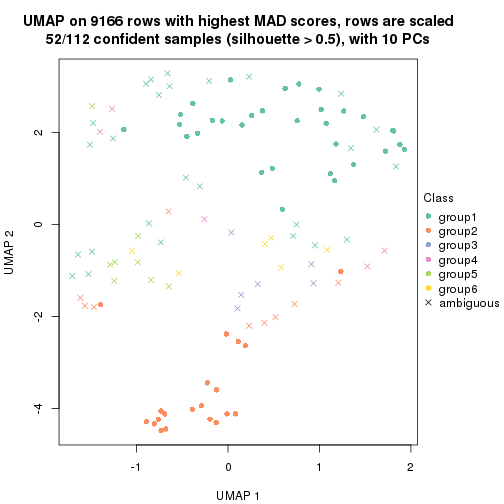 UMAP on 9166 rows with highest MAD scores, rows are scaled
52/112 confident samples (silhouette > 0.5), with 10 PCs
UMAP 2
2
0
-2
-4
-1
0
1
2
UMAP 1
Class
group1
group2
group3
group4
group5
group6
ambiguous